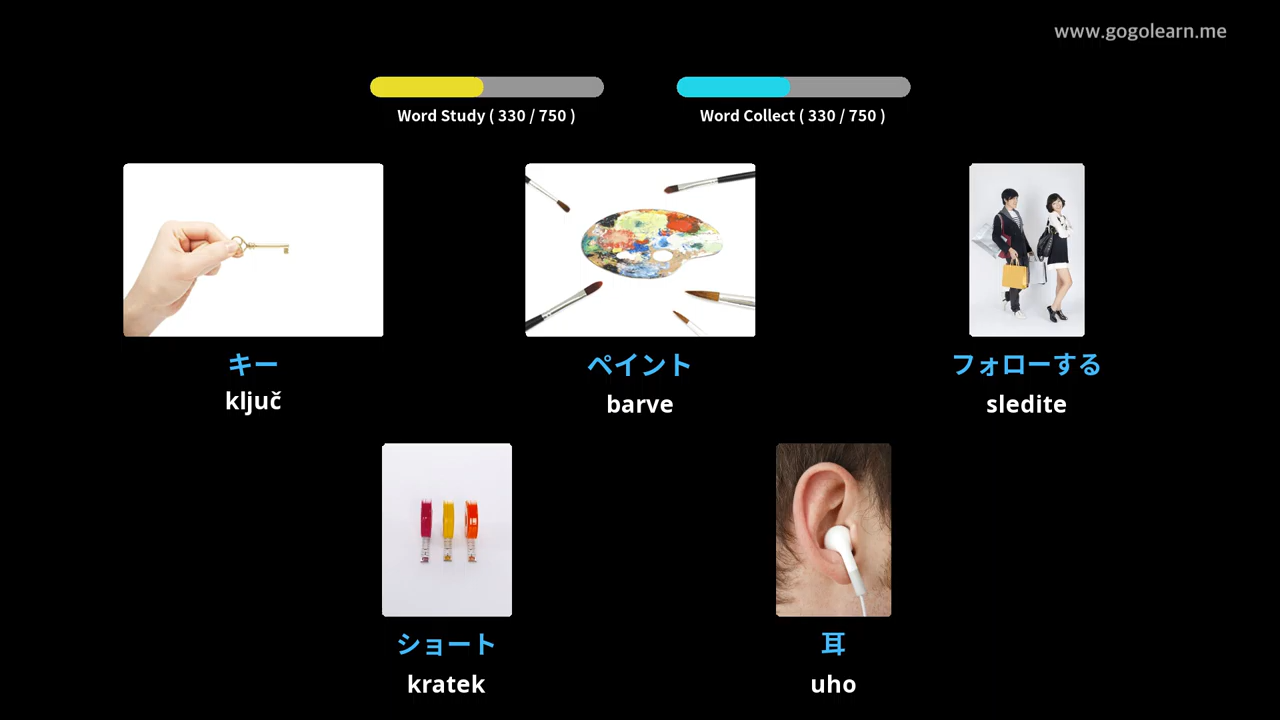 www.gogolearn.me
Word Study ( 330 / 750 )
Word Collect ( 330 / 750 )
キー
ključ
ペイント
barve
フォローする
sledite
ショート
kratek
耳
uho